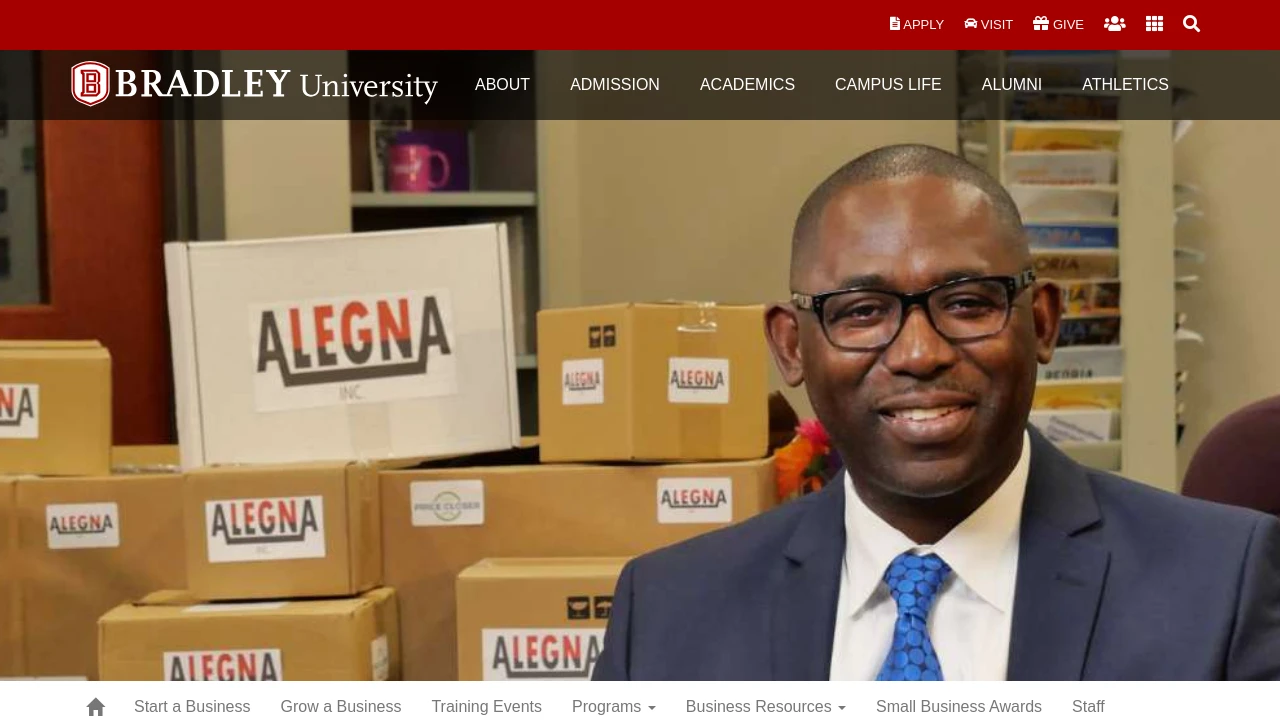 APPLY VISIT GIVE
B BRADLEY University
ABOUT ADMISSION ACADEMICS CAMPUS LIFE ALUMNI ATHLETICS
ALEGNA
INC.
ALEGNA
ALEGNA
ALEGNA
INC.
PRICE CLOSER
ALEGNA
ALEGNA
ALEGNA
ALEGNA
PEORIA
Start a Business Grow a Business Training Events Programs Business Resources Small Business Awards Staff